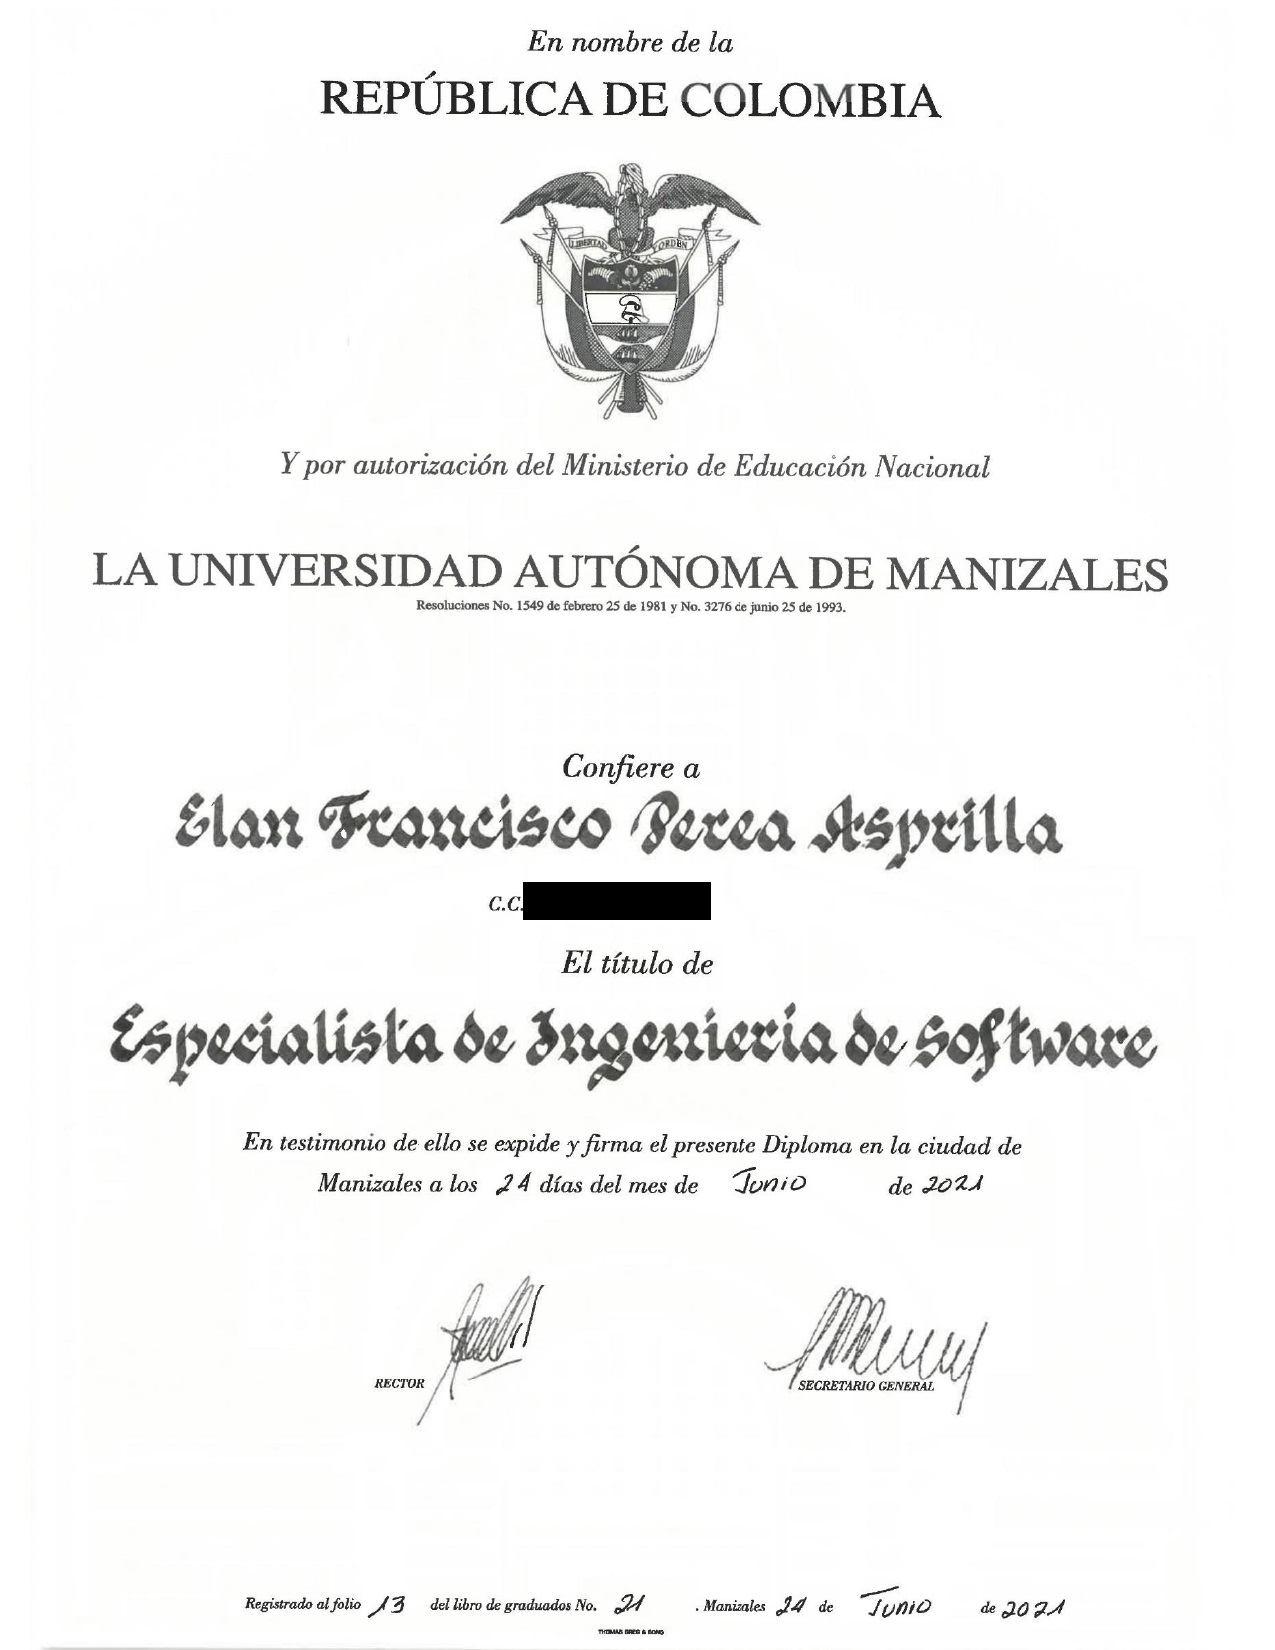 En nombre de la
REPÚBLICA DE COLOMBIA
LIBERTAD ORDEN
Y por autorización del Ministerio de Educación Nacional
LA UNIVERSIDAD AUTÓNOMA DE MANIZALES
Resoluciones No. 1549 de febrero 25 de 1981 y No. 3276 de junio 25 de 1993.
Confiere a
Elan Francisco Perea Asprilla
C.C.
El título de
Especialista de Ingeniería de Software
En testimonio de ello se expide y firma el presente Diploma en la ciudad de
Manizales a los 24 días del mes de Junio de 2021
RECTOR SECRETARIO GENERAL
Registrado al folio 13 del libro de graduados No. 21 . Manizales 24 de Junio de 2021
THOMAS GREG & SONS